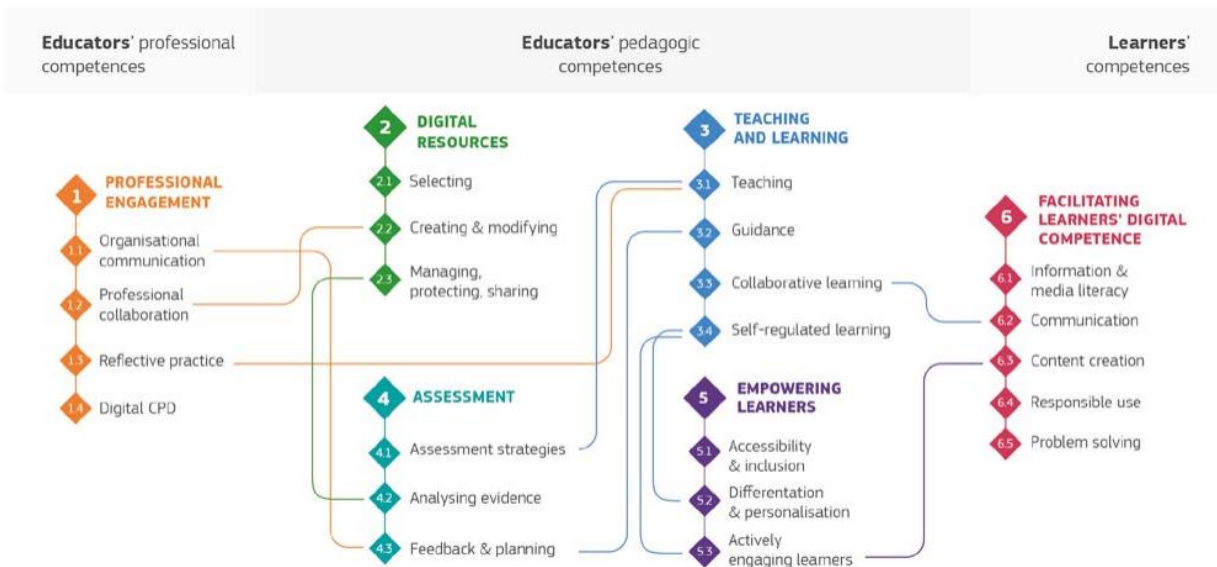 Educators' professional
competences
Educators' pedagogic
competences
Learners'
competences
1
PROFESSIONAL
ENGAGEMENT
1.1
Organisational
communication
1.2
Professional
collaboration
1.3
Reflective practice
1.4
Digital CPD
2
DIGITAL
RESOURCES
2.1
Selecting
2.2
Creating & modifying
2.3
Managing,
protecting, sharing
3
TEACHING
AND LEARNING
3.1
Teaching
3.2
Guidance
3.3
Collaborative learning
3.4
Self-regulated learning
4
ASSESSMENT
4.1
Assessment strategies
4.2
Analysing evidence
4.3
Feedback & planning
5
EMPOWERING
LEARNERS
5.1
Accessibility
& inclusion
5.2
Differentation
& personalisation
5.3
Actively
engaging learners
6
FACILITATING
LEARNERS' DIGITAL
COMPETENCE
6.1
Information &
media literacy
6.2
Communication
6.3
Content creation
6.4
Responsible use
6.5
Problem solving